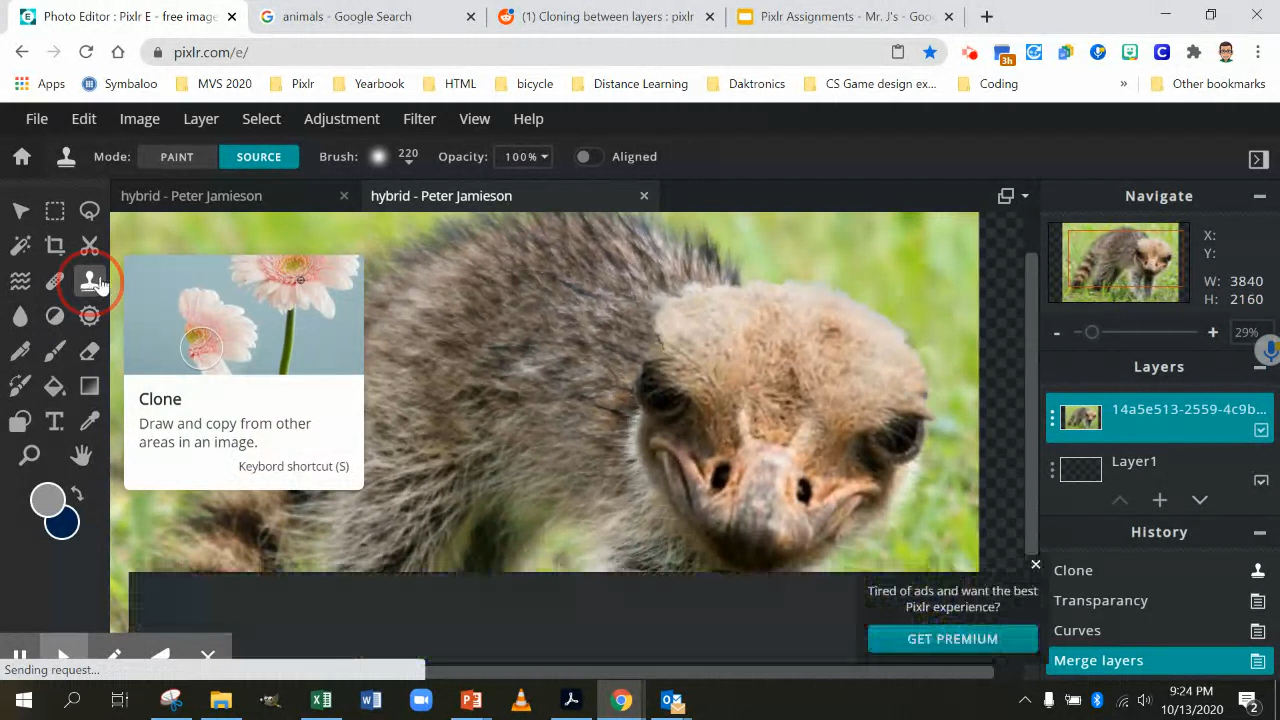 Photo Editor : Pixlr E - free image
animals - Google Search
(1) Cloning between layers : pixlr
Pixlr Assignments - Mr. J's - Goo
pixlr.com/e/
3h
Apps
Symbaloo
MVS 2020
Pixlr
Yearbook
HTML
bicycle
Distance Learning
Daktronics
CS Game design ex...
Coding
»
Other bookmarks
File Edit Image Layer Select Adjustment Filter View Help
Mode: PAINT SOURCE Brush: 220 Opacity: 100% Aligned
hybrid - Peter Jamieson
hybrid - Peter Jamieson
Navigate
X:
Y:
W: 3840
H: 2160
- + 29%
Layers
14a5e513-2559-4c9b...
Layer1
Clone
Draw and copy from other
areas in an image.
Keybord shortcut (S)
History
Clone
Transparancy
Curves
Merge layers
Tired of ads and want the best
Pixlr experience?
GET PREMIUM
Sending request...
9:24 PM
10/13/2020
2